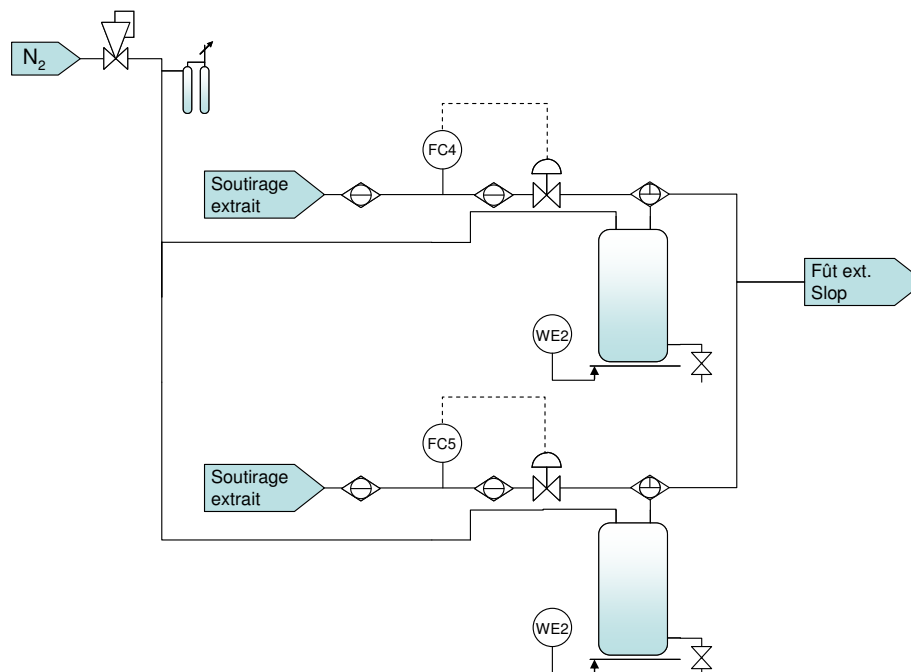 N2
FC4
Soutirage
extrait
Fût ext.
Slop
WE2
FC5
Soutirage
extrait
WE2